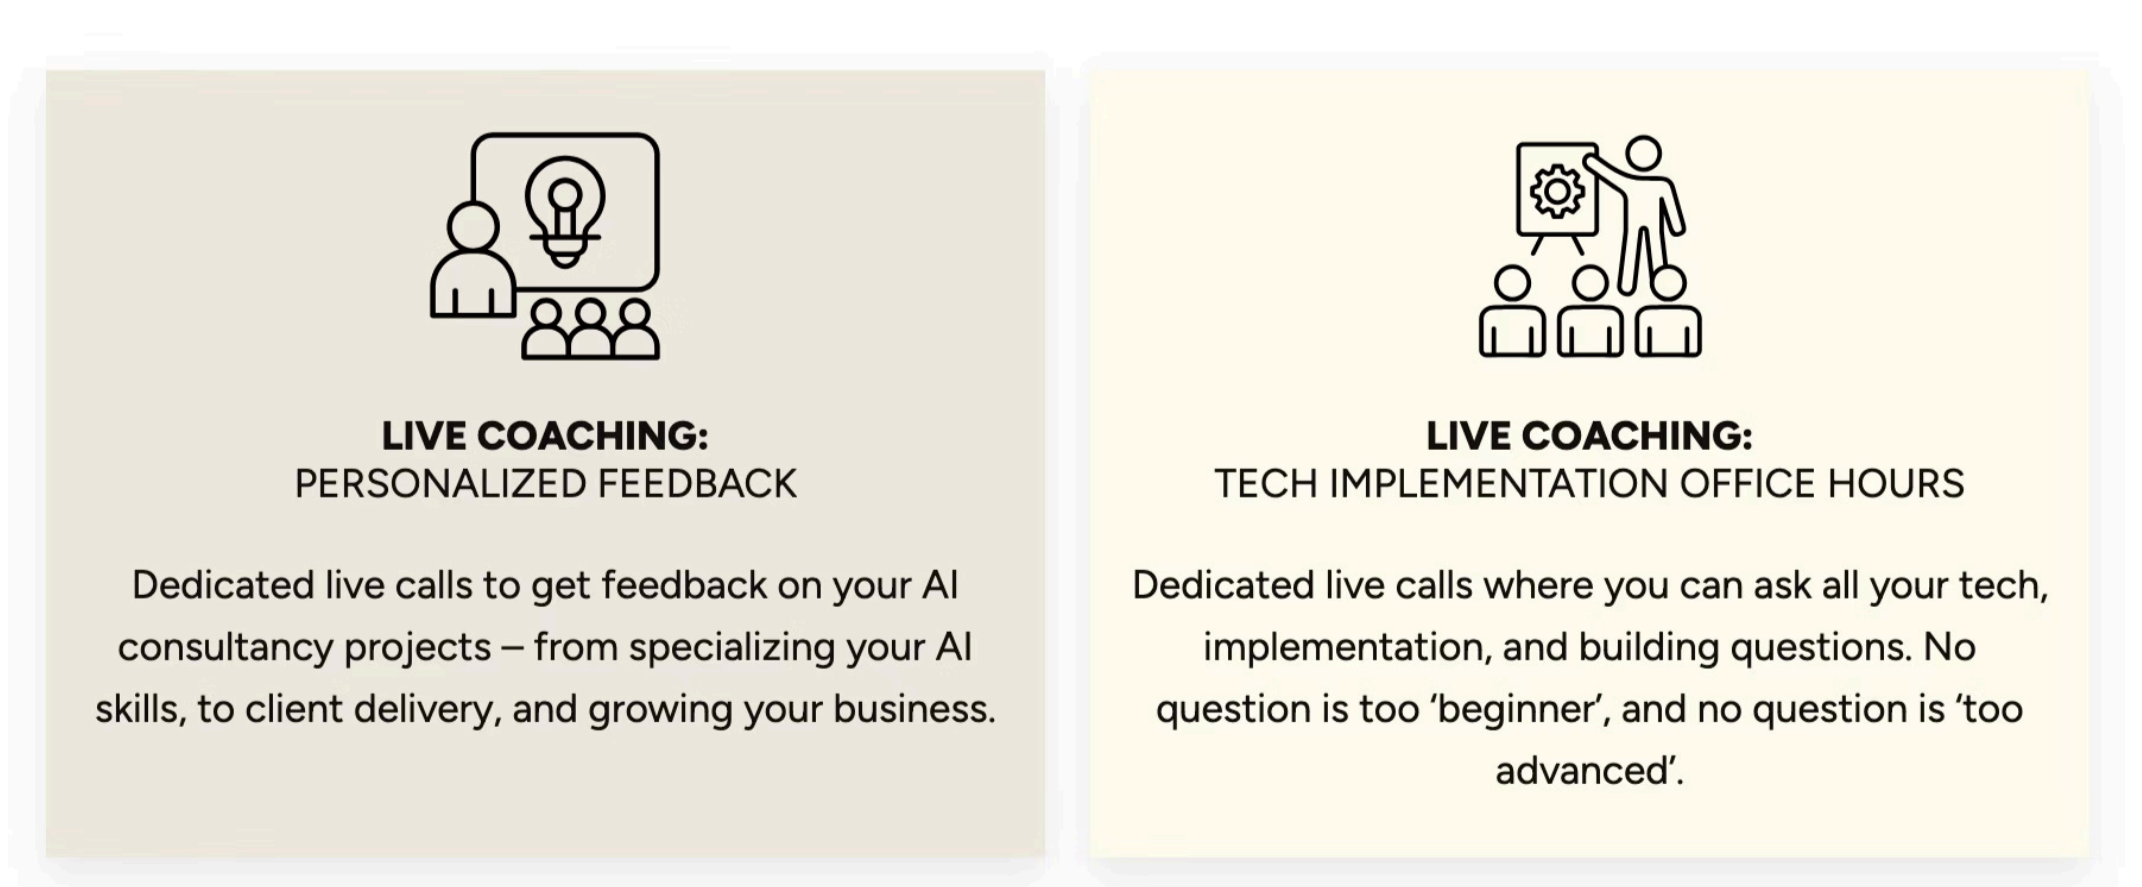 LIVE COACHING:
PERSONALIZED FEEDBACK
Dedicated live calls to get feedback on your AI
consultancy projects – from specializing your AI
skills, to client delivery, and growing your business.
LIVE COACHING:
TECH IMPLEMENTATION OFFICE HOURS
Dedicated live calls where you can ask all your tech,
implementation, and building questions. No
question is too ‘beginner’, and no question is ‘too
advanced’.